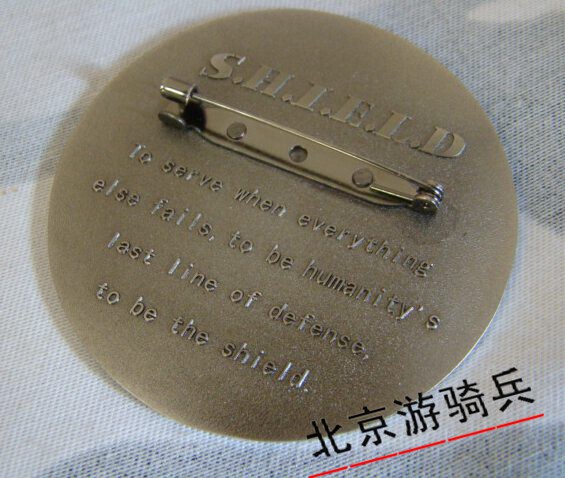 S.H.I.E.L.D
To serve when everything
else fails, to be humanity's
last line of defense,
to be the shield.
北京游骑兵